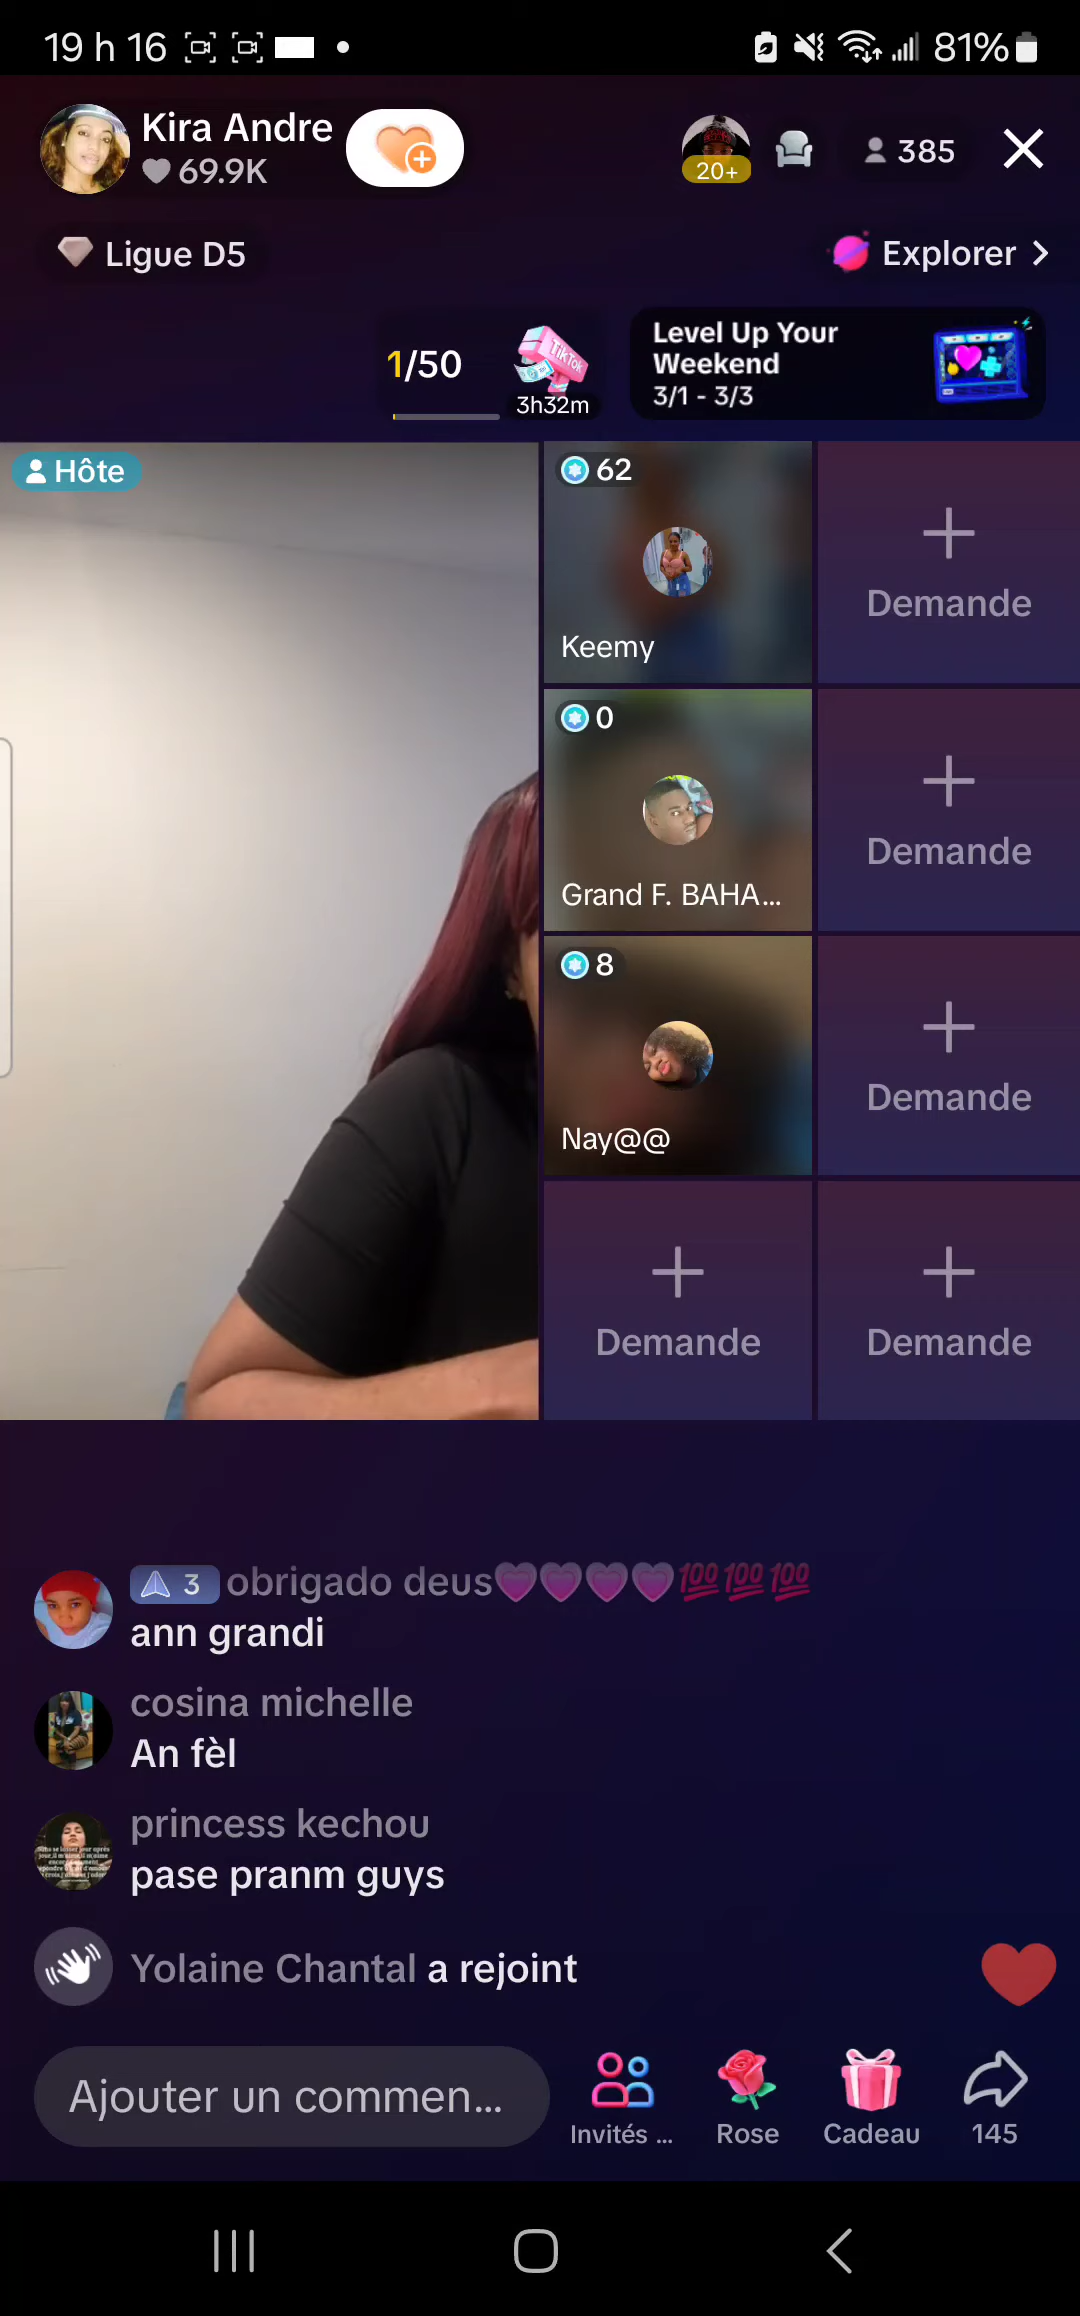 19 h 16
81%
Kira Andre
69.9K
20+
385
Ligue D5
Explorer
1/50
TikTok
3h32m
Level Up Your
Weekend
3/1 - 3/3
Hôte
62
Keemy
Demande
0
Grand F. BAHA...
Demande
8
Nay@@
Demande
Demande
Demande
3 obrigado deus💗💗💗💗💯💯💯
ann grandi
cosina michelle
An fèl
princess kechou
pase pranm guys
Yolaine Chantal a rejoint
Ajouter un commen...
Invités ...
Rose
Cadeau
145